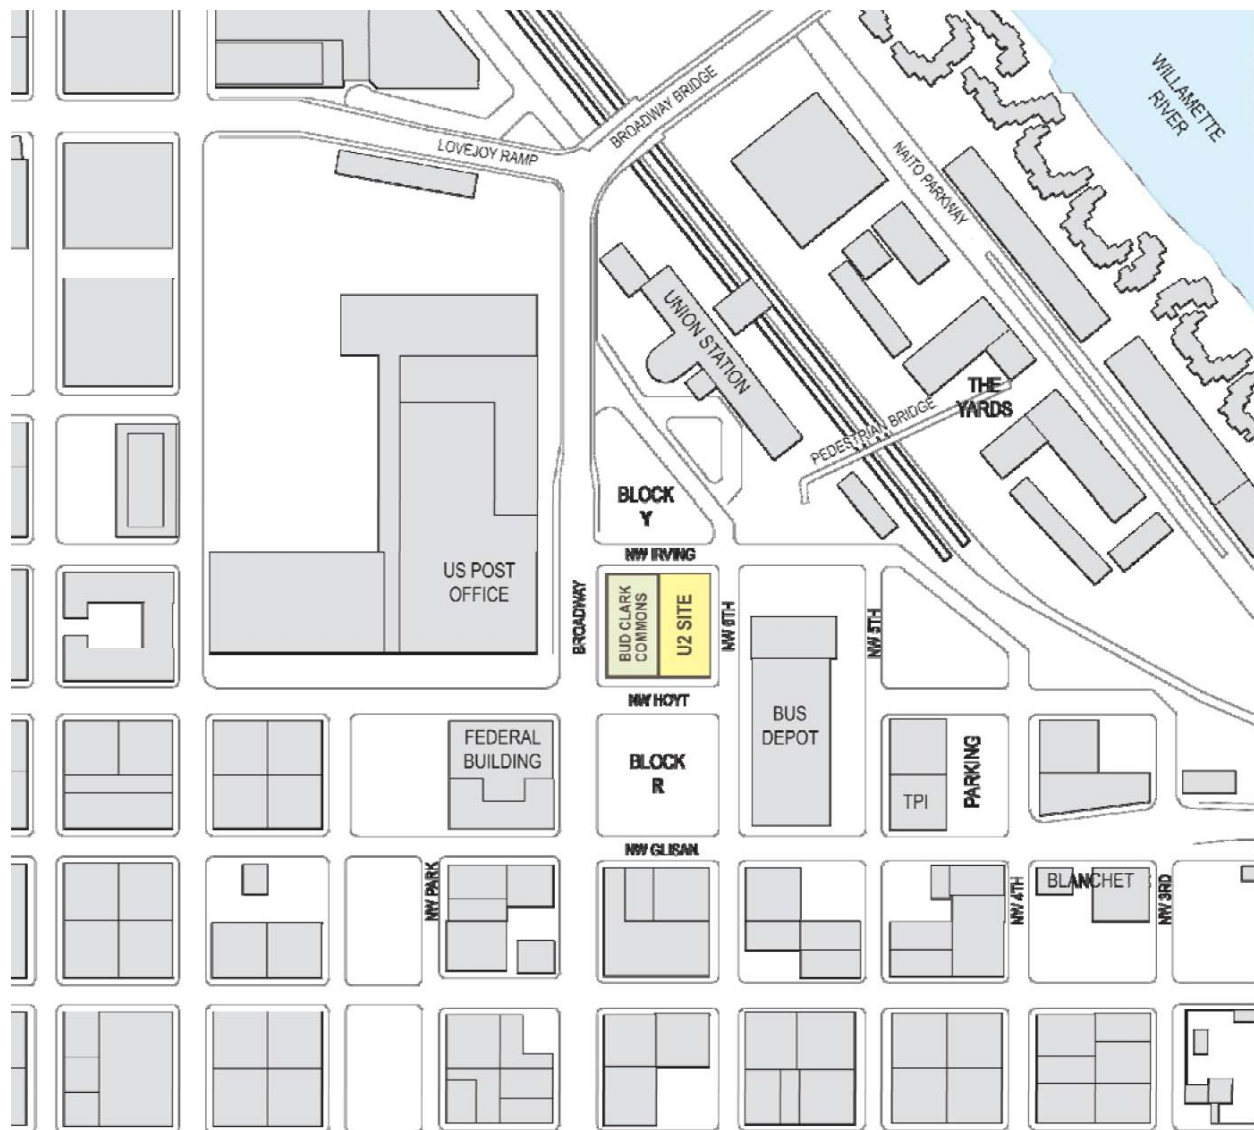 WILLAMETTE
RIVER
BROADWAY BRIDGE
LOVEJOY RAMP
NAITO PARKWAY
UNION STATION
THE
YARDS
PEDESTRIAN BRIDGE
BLOCK
Y
NW IRVING
US POST
OFFICE
BROADWAY
BUD CLARK
COMMONS
U2 SITE
NW 6TH
NW 5TH
NW HOYT
BUS
DEPOT
FEDERAL
BUILDING
BLOCK
R
PARKING
TPI
NW GLISAN
NW PARK
NW 4TH
BLANCHET
NW 3RD